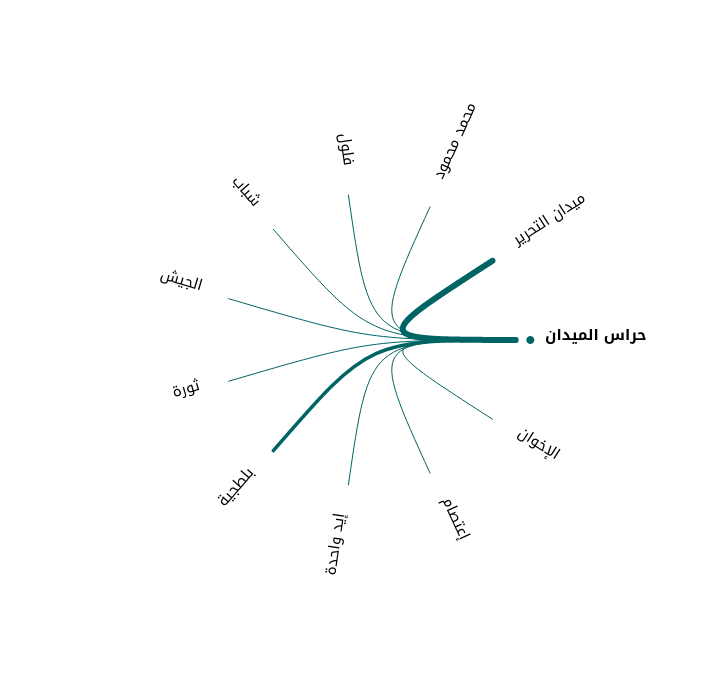 محمد محمود
ميدان التحرير
حراس الميدان
الإخوان
إعتصام
إيد واحدة
بلطجية
ثورة
الجيش
شباب
فلول